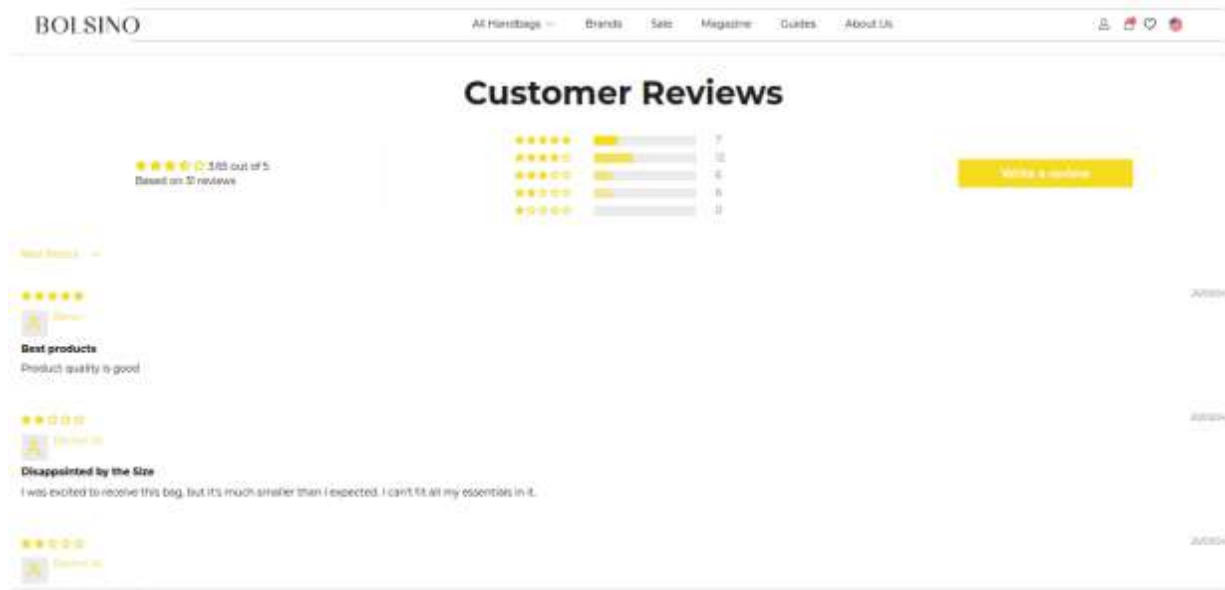 BOLSINO
All Handbags Brands Sale Magazine Guides About Us
Customer Reviews
7
3.65 out of 5
12
Based on 31 reviews
6
Write a review
6
0
Best products
Product quality is good
Disappointed by the Size
I was excited to receive this bag, but it's much smaller than I expected. I can't fit all my essentials in it.